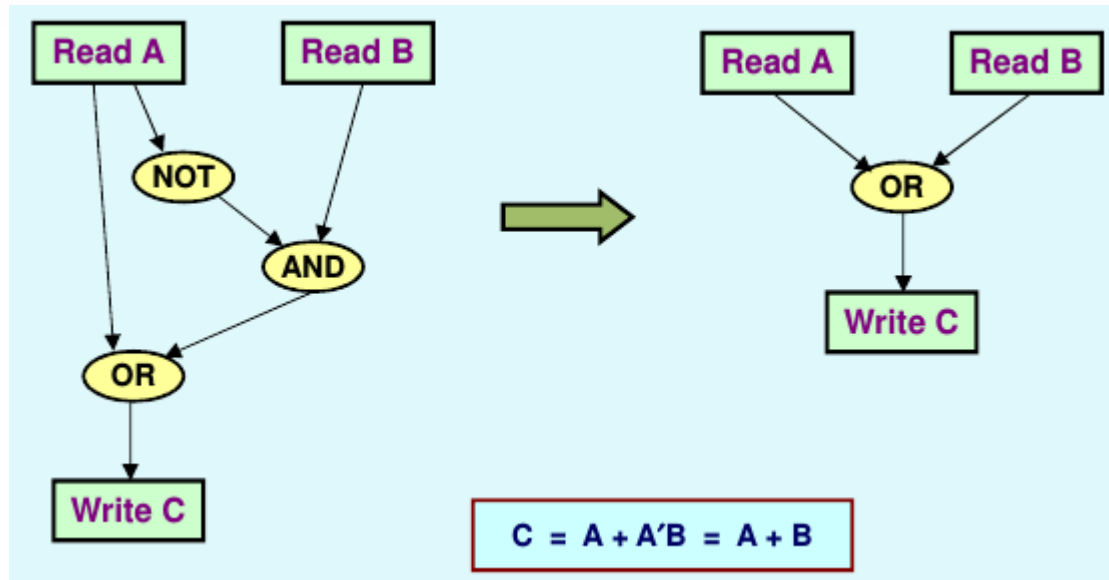 Read A
Read B
NOT
AND
OR
Write C
Read A
Read B
OR
Write C
C = A + A′B = A + B